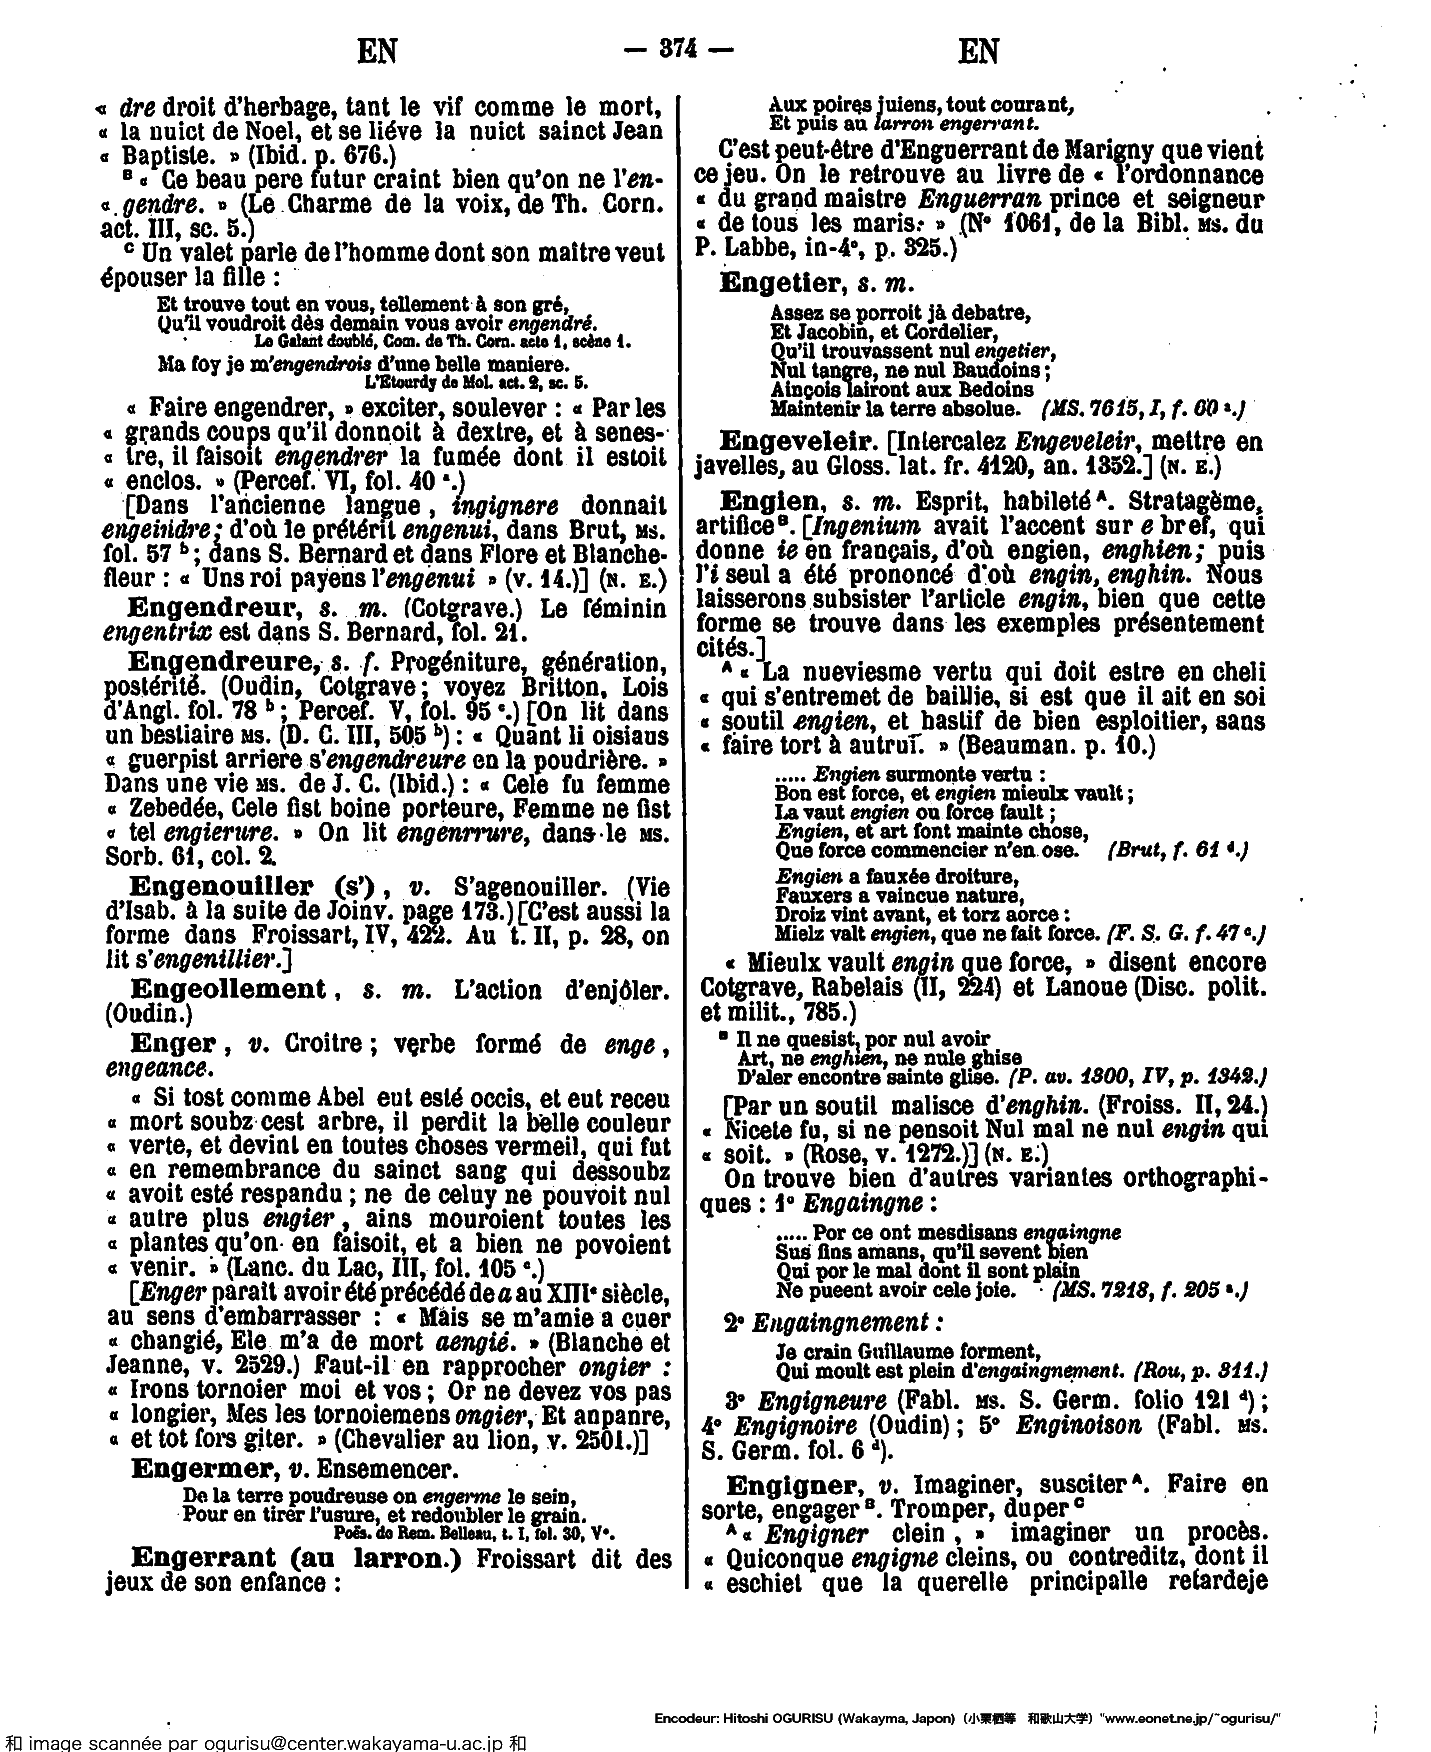 EN
— 374 —
EN
« dre droit d'herbage, tant le vif comme le mort,
« la nuict de Noel, et se liéve la nuict sainct Jean
« Baptiste. » (Ibid. p. 676.)
B « Ce beau pere futur craint bien qu'on ne l'en-
« gendre. » (Le Charme de la voix, de Th. Corn.
act. III, sc. 5.)
C Un valet parle de l'homme dont son maître veut
épouser la fille :
Et trouve tout en vous, tellement à son gré,
Qu'il voudroit dès demain vous avoir engendré.
Le Galant doublé, Com. de Th. Corn. acte 1, scène 1.
Ma foy je m'engendrois d'une belle maniere.
L'Etourdy de Mol. act. 2, sc. 5.
« Faire engendrer, » exciter, soulever : « Par les
« grands coups qu'il donnoit à dextre, et à senes-
« tre, il faisoit engendrer la fumée dont il estoit
« enclos. » (Percef. VI, fol. 40 a.)
[Dans l'ancienne langue, ingignere donnait
engeindre; d'où le prétérit engenui, dans Brut, MS.
fol. 57 b; dans S. Bernard et dans Flore et Blanche-
fleur : « Uns roi payens l'engenui » (v. 14.)] (N. E.)
Engendreur, s. m. (Cotgrave.) Le féminin
engentrix est dans S. Bernard, fol. 21.
Engendreure, s. f. Progéniture, génération,
postérité. (Oudin, Cotgrave; voyez Britton, Lois
d'Angl. fol. 78 b; Percef. V, fol. 95 c.) [On lit dans
un bestiaire MS. (D. C. III, 505 b) : « Quant li oisiaus
« guerpist arriere s'engendreure en la poudrière. »
Dans une vie MS. de J. C. (Ibid.) : « Cele fu femme
« Zebedée, Cele fist boine porteure, Femme ne fist
« tel engierure. » On lit engenrrure, dans le MS.
Sorb. 61, col. 2.
Engenouiller (s'), v. S'agenouiller. (Vie
d'Isab. à la suite de Joinv. page 173.) [C'est aussi la
forme dans Froissart, IV, 422. Au t. II, p. 28, on
lit s'engenillier.]
Engeollement, s. m. L'action d'enjôler.
(Oudin.)
Enger, v. Croitre; verbe formé de enge,
engeance.
« Si tost comme Abel eut esté occis, et eut receu
« mort soubz cest arbre, il perdit la belle couleur
« verte, et devint en toutes choses vermeil, qui fut
« en remembrance du sainct sang qui dessoubz
« avoit esté respandu; ne de celuy ne pouvoit nul
« autre plus engier, ains mouroient toutes les
« plantes qu'on en faisoit, et a bien ne povoient
« venir. » (Lanc. du Lac, III, fol. 105 c.)
[Enger parait avoir été précédé de a au XIIIe siècle,
au sens d'embarrasser : « Mais se m'amie a cuer
« changié, Ele m'a de mort aengié. » (Blanche et
Jeanne, v. 2529.) Faut-il en rapprocher ongier :
« Irons tornoier moi et vos; Or ne devez vos pas
« longier, Mes les tornoiemens ongier, Et anpanre,
« et tot fors giter. » (Chevalier au lion, v. 2501.)]
Engermer, v. Ensemencer.
De la terre poudreuse on engerme le sein,
Pour en tirer l'usure, et redoubler le grain.
Poës. de Rem. Belleau, t. I, fol. 30, Vo.
Engerrant (au larron.) Froissart dit des
jeux de son enfance :
Aux poires juiens, tout courant,
Et puis au larron engerrant.
C'est peut-être d'Enguerrant de Marigny que vient
ce jeu. On le retrouve au livre de « l'ordonnance
« du grand maistre Enguerran prince et seigneur
« de tous les maris. » (No 1061, de la Bibl. MS. du
P. Labbe, in-4o, p. 325.)
Engetier, s. m.
Assez se porroit jà debatre,
Et Jacobin, et Cordelier,
Qu'il trouvassent nul engetier,
Nul tangre, ne nul Baudoins;
Ainçois lairont aux Bedoins
Maintenir la terre absolue. (MS. 7615, I, f. 60 a.)
Engeveleir. [Intercalez Engeveleir, mettre en
javelles, au Gloss. lat. fr. 4120, an. 1352.] (N. E.)
Engien, s. m. Esprit, habileté A. Stratagème,
artifice B. [Ingenium avait l'accent sur e bref, qui
donne ie en français, d'où engien, enghien; puis
l'i seul a été prononcé d'où engin, enghin. Nous
laisserons subsister l'article engin, bien que cette
forme se trouve dans les exemples présentement
cités.]
A « La nueviesme vertu qui doit estre en cheli
« qui s'entremet de baillie, si est que il ait en soi
« soutil engien, et hastif de bien esploitier, sans
« faire tort à autruī. » (Beauman. p. 10.)
..... Engien surmonte vertu :
Bon est force, et engien mieulx vault;
La vaut engien ou force fault;
Engien, et art font mainte chose,
Que force commencier n'en ose. (Brut, f. 61 d.)
Engien a fauxée droiture,
Fauxers a vaincue nature,
Droiz vint avant, et torz aorce :
Mielz valt engien, que ne fait force. (F. S. G. f. 47 c.)
« Mieulx vault engin que force, » disent encore
Cotgrave, Rabelais (II, 224) et Lanoue (Disc. polit.
et milit., 785.)
B Il ne quesist, por nul avoir
Art, ne enghien, ne nule ghise
D'aler encontre sainte glise. (P. av. 1300, IV, p. 1342.)
[Par un soutil malisce d'enghin. (Froiss. II, 24.)
« Nicete fu, si ne pensoit Nul mal ne nul engin qui
« soit. » (Rose, v. 1272.)] (N. E.)
On trouve bien d'autres variantes orthographi-
ques : 1o Engaingne :
..... Por ce ont mesdisans engaingne
Sus fins amans, qu'il sevent bien
Qui por le mal dont il sont plain
Ne pueent avoir cele joie. (MS. 7218, f. 205 a.)
2o Engaingnement :
Je crain Guillaume forment,
Qui moult est plein d'engaingnement. (Rou, p. 311.)
3o Engigneure (Fabl. MS. S. Germ. folio 121 d);
4o Engignoire (Oudin); 5o Enginoison (Fabl. MS.
S. Germ. fol. 6 d).
Engigner, v. Imaginer, susciter A. Faire en
sorte, engager B. Tromper, duper C
A « Engigner clein, » imaginer un procès.
« Quiconque engigne cleins, ou contreditz, dont il
« eschiet que la querelle principalle retardeje
Encodeur: Hitoshi OGURISU (Wakayma, Japon) (小栗栖等 和歌山大学) "www.eonet.ne.jp/~ogurisu/"
和 image scannée par ogurisu@center.wakayama-u.ac.jp 和